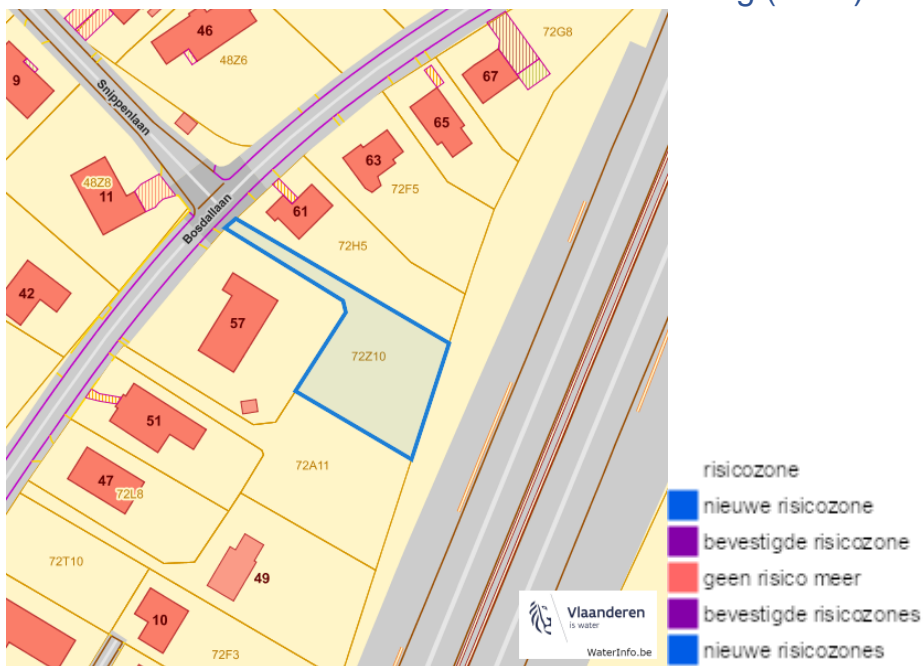 46
48Z6
72G8
9
67
Snippenlaan
65
63
48Z8
11
72F5
61
Bosdallaan
72H5
42
57
72Z10
51
72A11
47
72L8
72T10
49
10
72F3
Vlaanderen
is water
WaterInfo.be
risicozone
nieuwe risicozone
bevestigde risicozone
geen risico meer
bevestigde risicozones
nieuwe risicozones